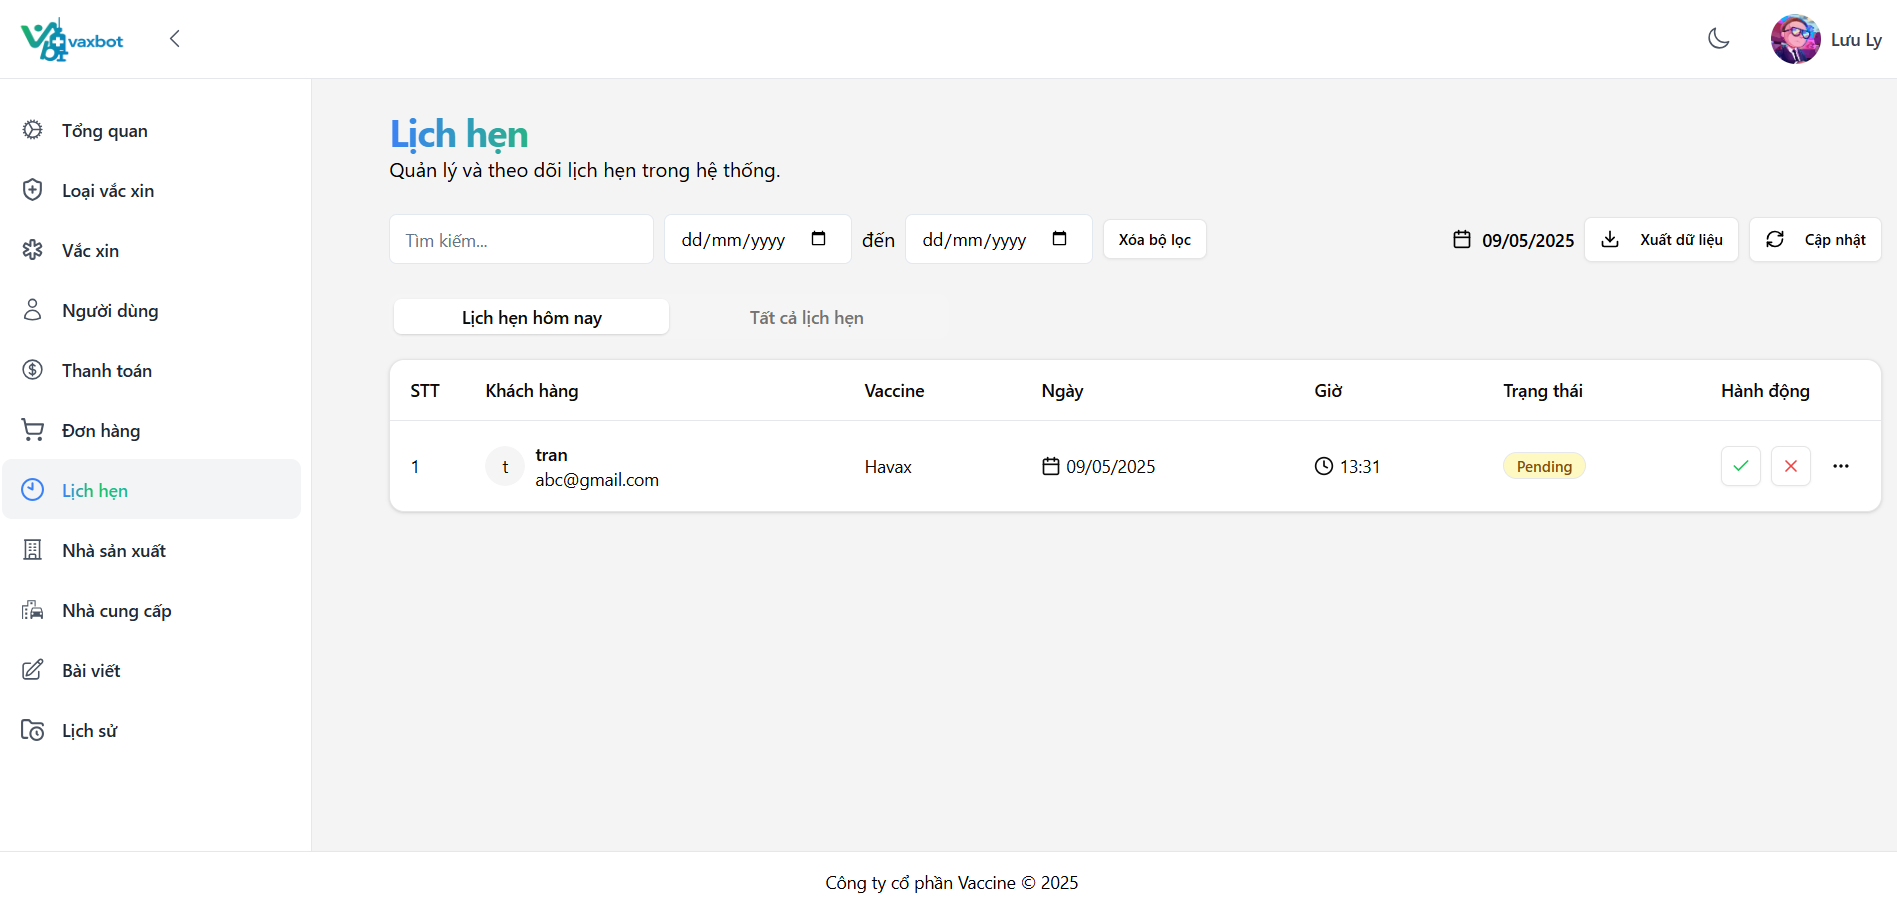 vaxbot
Lưu Ly
Tổng quan
Loại vắc xin
Vắc xin
Người dùng
Thanh toán
Đơn hàng
Lịch hẹn
Nhà sản xuất
Nhà cung cấp
Bài viết
Lịch sử
Lịch hẹn
Quản lý và theo dõi lịch hẹn trong hệ thống.
Tìm kiếm... dd/mm/yyyy đến dd/mm/yyyy Xóa bộ lọc 09/05/2025 Xuất dữ liệu Cập nhật
Lịch hẹn hôm nay Tất cả lịch hẹn
STT Khách hàng Vaccine Ngày Giờ Trạng thái Hành động
1 t tran Havax 09/05/2025 13:31 Pending
abc@gmail.com
Công ty cổ phần Vaccine © 2025